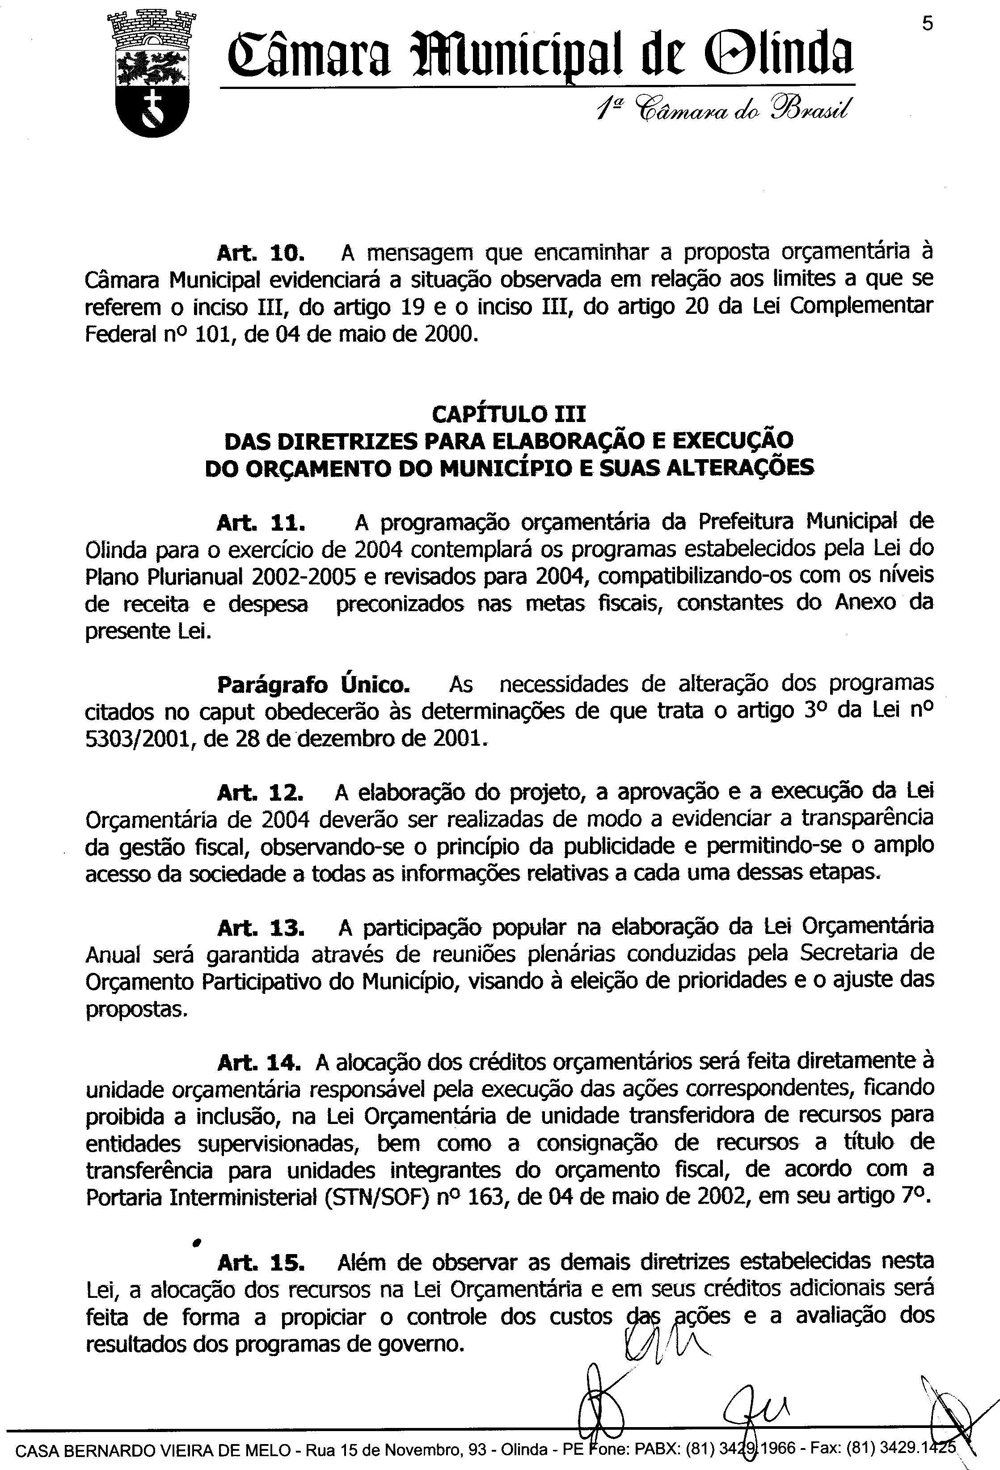 5
Câmara Municipal de Olinda
1ª Câmara do Brasil
Art. 10. A mensagem que encaminhar a proposta orçamentária à
Câmara Municipal evidenciará a situação observada em relação aos limites a que se
referem o inciso III, do artigo 19 e o inciso III, do artigo 20 da Lei Complementar
Federal nº 101, de 04 de maio de 2000.
CAPÍTULO III
DAS DIRETRIZES PARA ELABORAÇÃO E EXECUÇÃO
DO ORÇAMENTO DO MUNICÍPIO E SUAS ALTERAÇÕES
Art. 11. A programação orçamentária da Prefeitura Municipal de
Olinda para o exercício de 2004 contemplará os programas estabelecidos pela Lei do
Plano Plurianual 2002-2005 e revisados para 2004, compatibilizando-os com os níveis
de receita e despesa preconizados nas metas fiscais, constantes do Anexo da
presente Lei.
Parágrafo Único. As necessidades de alteração dos programas
citados no caput obedecerão às determinações de que trata o artigo 3º da Lei nº
5303/2001, de 28 de dezembro de 2001.
Art. 12. A elaboração do projeto, a aprovação e a execução da Lei
Orçamentária de 2004 deverão ser realizadas de modo a evidenciar a transparência
da gestão fiscal, observando-se o princípio da publicidade e permitindo-se o amplo
acesso da sociedade a todas as informações relativas a cada uma dessas etapas.
Art. 13. A participação popular na elaboração da Lei Orçamentária
Anual será garantida através de reuniões plenárias conduzidas pela Secretaria de
Orçamento Participativo do Município, visando à eleição de prioridades e o ajuste das
propostas.
Art. 14. A alocação dos créditos orçamentários será feita diretamente à
unidade orçamentária responsável pela execução das ações correspondentes, ficando
proibida a inclusão, na Lei Orçamentária de unidade transferidora de recursos para
entidades supervisionadas, bem como a consignação de recursos a título de
transferência para unidades integrantes do orçamento fiscal, de acordo com a
Portaria Interministerial (STN/SOF) nº 163, de 04 de maio de 2002, em seu artigo 7º.
Art. 15. Além de observar as demais diretrizes estabelecidas nesta
Lei, a alocação dos recursos na Lei Orçamentária e em seus créditos adicionais será
feita de forma a propiciar o controle dos custos das ações e a avaliação dos
resultados dos programas de governo.
CASA BERNARDO VIEIRA DE MELO - Rua 15 de Novembro, 93 - Olinda - PE Fone: PABX: (81) 3429.1966 - Fax: (81) 3429.1425